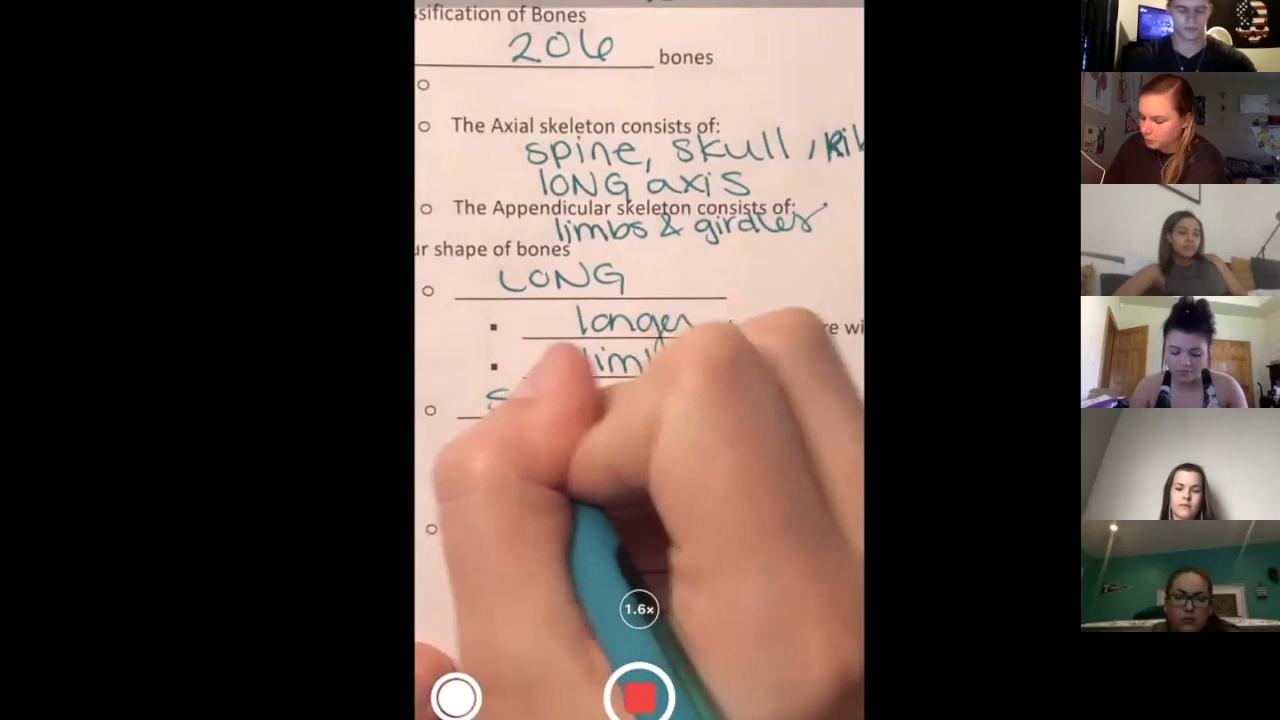 sification of Bones
206 bones
The Axial skeleton consists of:
spine, skull,
LONG axis
The Appendicular skeleton consists of:
limbs & girdles
ur shape of bones
LONG
longer
1.6x